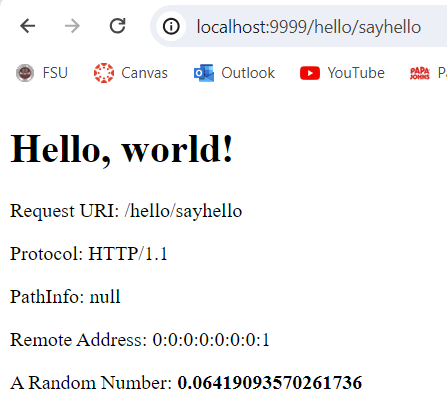 localhost:9999/hello/sayhello
FSU Canvas Outlook YouTube PAPA JOHNS P
Hello, world!
Request URI: /hello/sayhello
Protocol: HTTP/1.1
PathInfo: null
Remote Address: 0:0:0:0:0:0:0:1
A Random Number: 0.06419093570261736